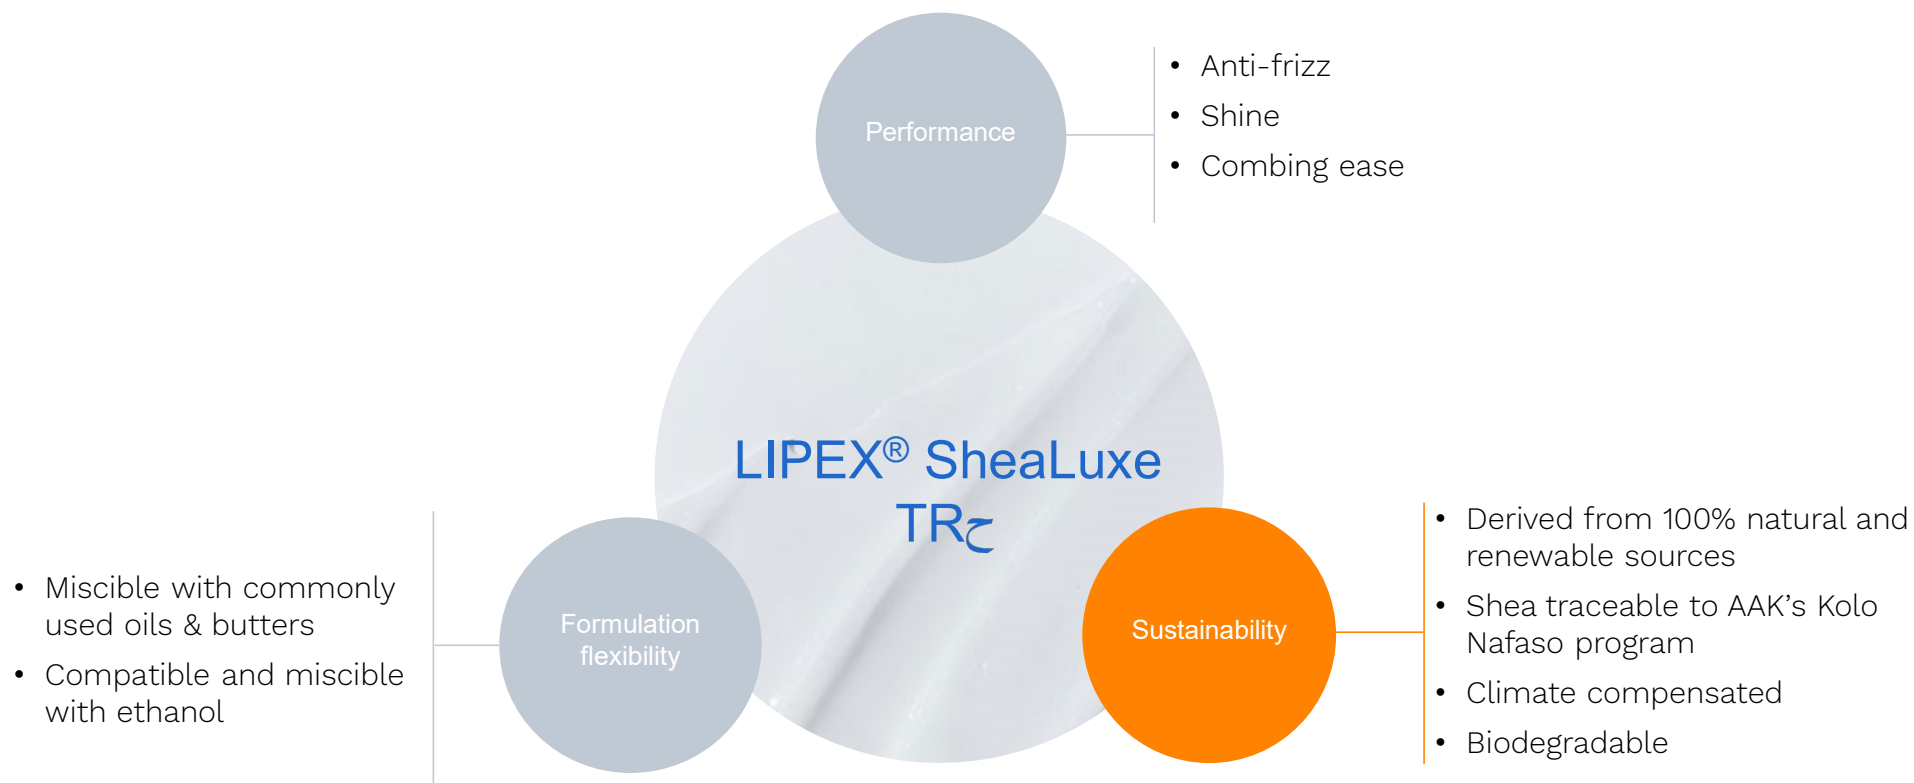 Performance
• Anti-frizz
• Shine
• Combing ease
LIPEX® SheaLuxe
TRح
Formulation
flexibility
• Miscible with commonly
used oils & butters
• Compatible and miscible
with ethanol
Sustainability
• Derived from 100% natural and
renewable sources
• Shea traceable to AAK’s Kolo
Nafaso program
• Climate compensated
• Biodegradable